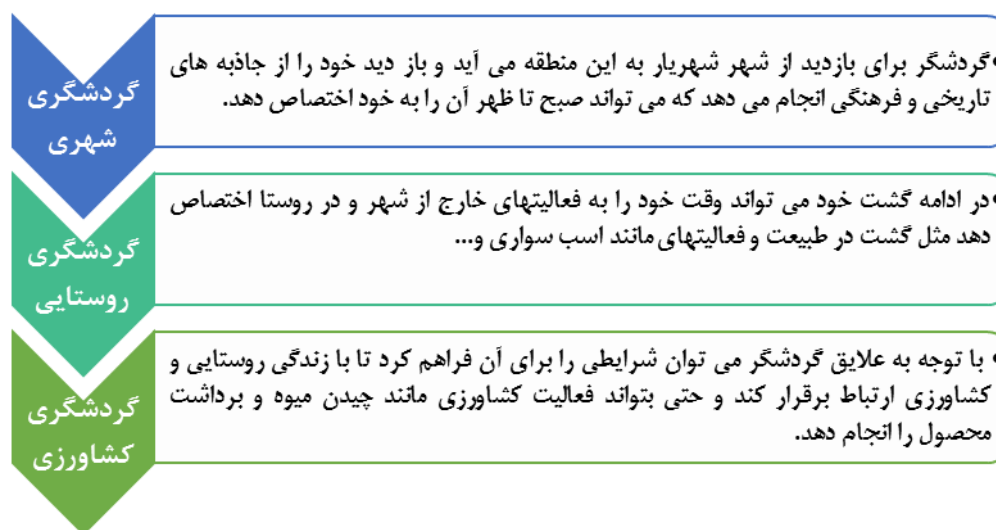 گردشگری
شهری
•گردشگر برای بازدید از شهر شهریار به این منطقه می آید و باز دید خود را از جاذبه های
تاریخی و فرهنگی انجام می دهد که می تواند صبح تا ظهر آن را به خود اختصاص دهد.
گردشگری
روستایی
•در ادامه گشت خود می تواند وقت خود را به فعالیتهای خارج از شهر و در روستا اختصاص
دهد مثل گشت در طبیعت و فعالیتهای مانند اسب سواری و...
گردشگری
کشاورزی
• با توجه به علایق گردشگر می توان شرایطی را برای آن فراهم کرد تا با زندگی روستایی و
کشاورزی ارتباط برقرار کند و حتی بتواند فعالیت کشاورزی مانند چیدن میوه و برداشت
محصول را انجام دهد.